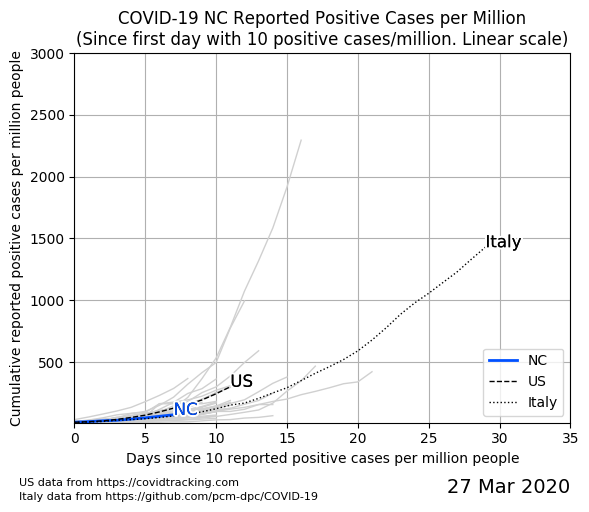 COVID-19 NC Reported Positive Cases per Million
(Since first day with 10 positive cases/million. Linear scale)
Cumulative reported positive cases per million people
3000
2500
2000
1500
1000
500
Italy
US
NC
NC
US
Italy
0 5 10 15 20 25 30 35
Days since 10 reported positive cases per million people
US data from https://covidtracking.com
Italy data from https://github.com/pcm-dpc/COVID-19
27 Mar 2020